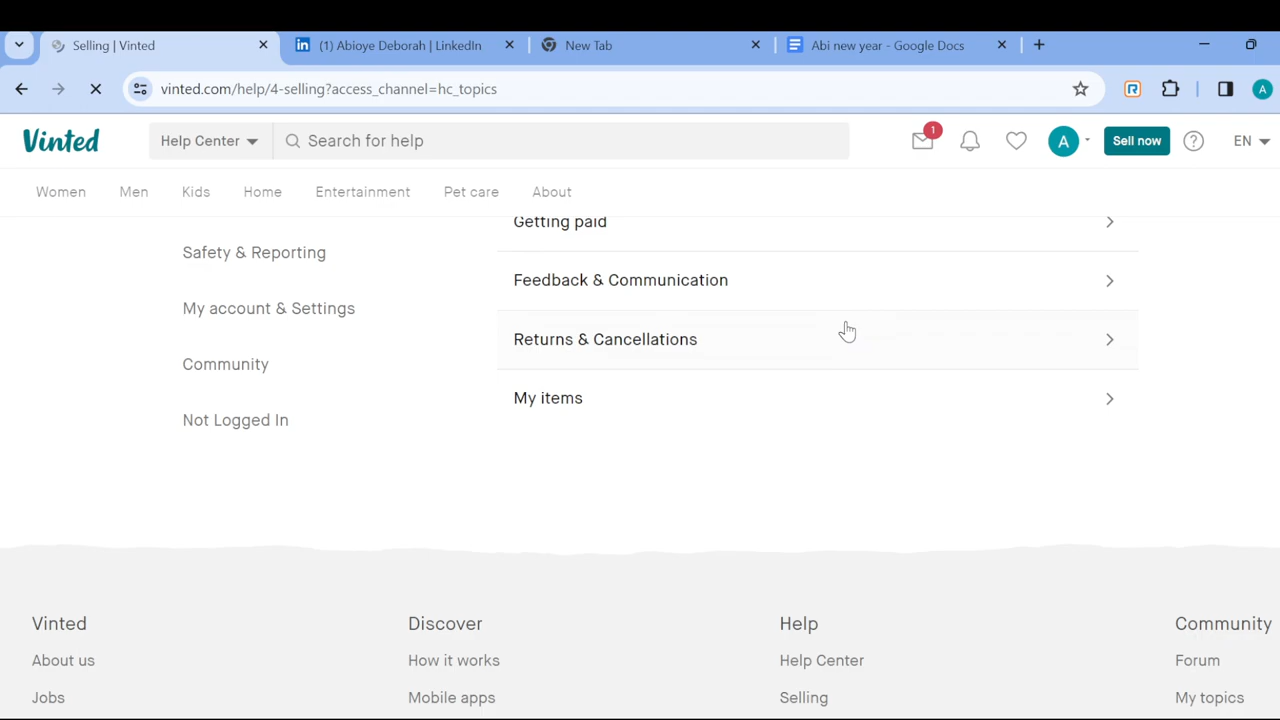 Selling | Vinted
(1) Abioye Deborah | LinkedIn
New Tab
Abi new year - Google Docs
vinted.com/help/4-selling?access_channel=hc_topics
A
Vinted
Help Center
Search for help
1
A
Sell now
EN
Women
Men
Kids
Home
Entertainment
Pet care
About
Safety & Reporting
My account & Settings
Community
Not Logged In
Getting paid
Feedback & Communication
Returns & Cancellations
My items
Vinted
About us
Jobs
Discover
How it works
Mobile apps
Help
Help Center
Selling
Community
Forum
My topics